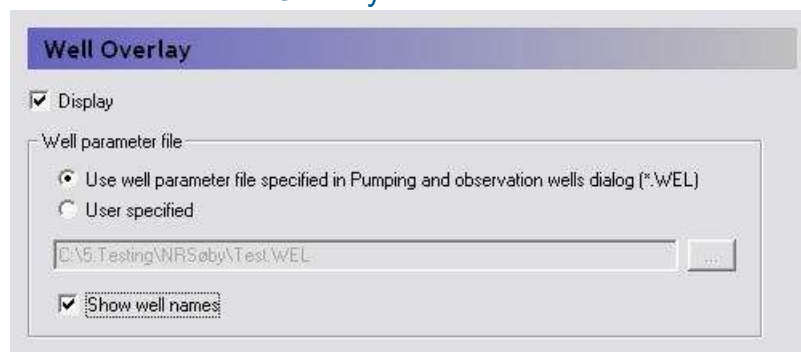 Well Overlay
Display
Well parameter file
Use well parameter file specified in Pumping and observation wells dialog (*.WEL)
User specified
C:\5.Testing\NRSøby\Test.WEL
...
Show well names